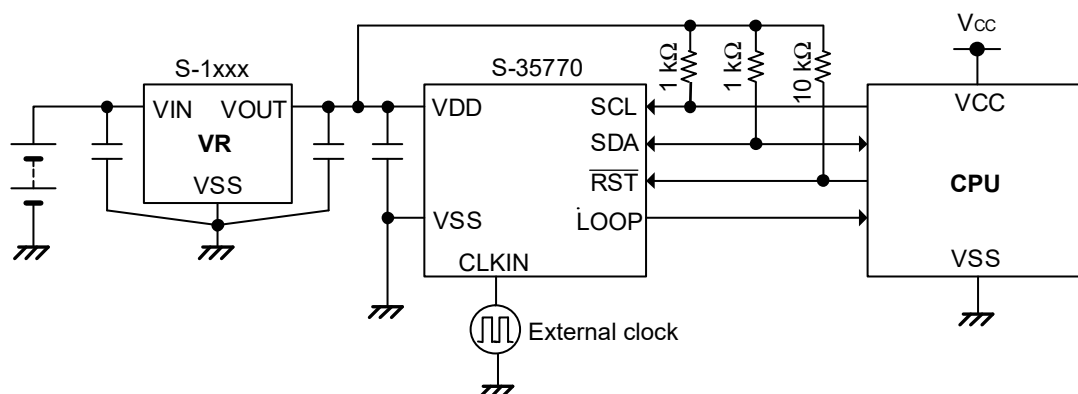 VCC
S-1xxx
S-35770
1 kΩ
1 kΩ
10 kΩ
VIN
VOUT
VR
VSS
VDD
VSS
SCL
SDA
RST
LOOP
CLKIN
VCC
CPU
VSS
External clock